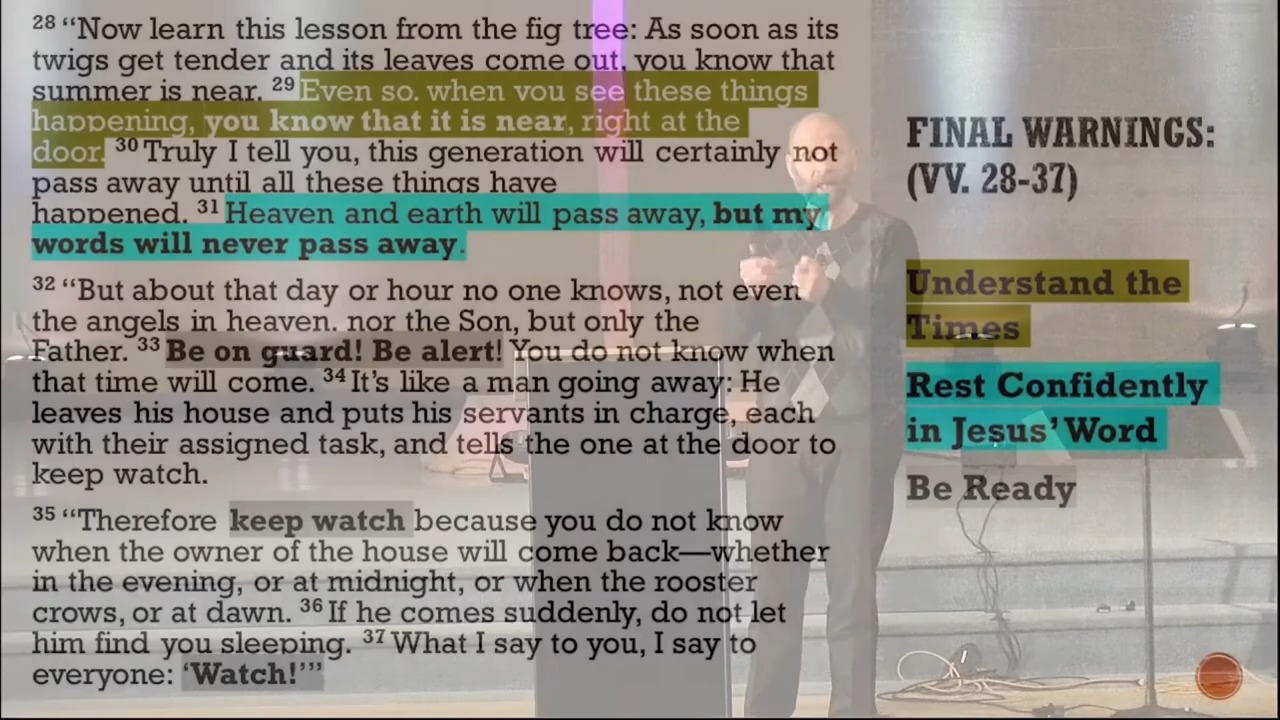 28 “Now learn this lesson from the fig tree: As soon as its
twigs get tender and its leaves come out, you know that
summer is near. 29 Even so, when you see these things
happening, you know that it is near, right at the
door. 30 Truly I tell you, this generation will certainly not
pass away until all these things have
happened. 31 Heaven and earth will pass away, but my
words will never pass away.
32 “But about that day or hour no one knows, not even
the angels in heaven, nor the Son, but only the
Father. 33 Be on guard! Be alert! You do not know when
that time will come. 34 It’s like a man going away: He
leaves his house and puts his servants in charge, each
with their assigned task, and tells the one at the door to
keep watch.
35 “Therefore keep watch because you do not know
when the owner of the house will come back—whether
in the evening, or at midnight, or when the rooster
crows, or at dawn. 36 If he comes suddenly, do not let
him find you sleeping. 37 What I say to you, I say to
everyone: ‘Watch!’”
FINAL WARNINGS:
(VV. 28-37)
Understand the
Times
Rest Confidently
in Jesus’ Word
Be Ready